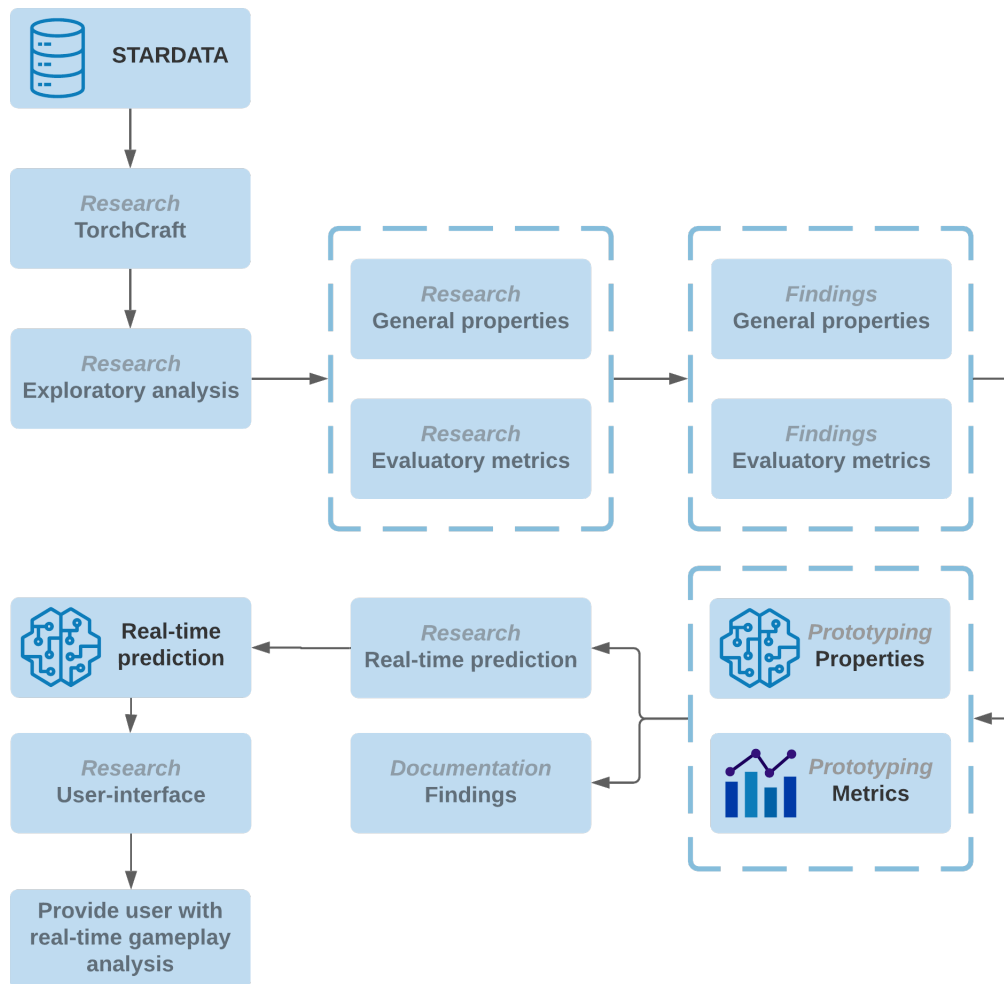 STARDATA
Research
TorchCraft
Research
Exploratory analysis
Research
General properties
Research
Evaluatory metrics
Findings
General properties
Findings
Evaluatory metrics
Prototyping
Properties
Prototyping
Metrics
Research
Real-time prediction
Documentation
Findings
Real-time
prediction
Research
User-interface
Provide user with
real-time gameplay
analysis